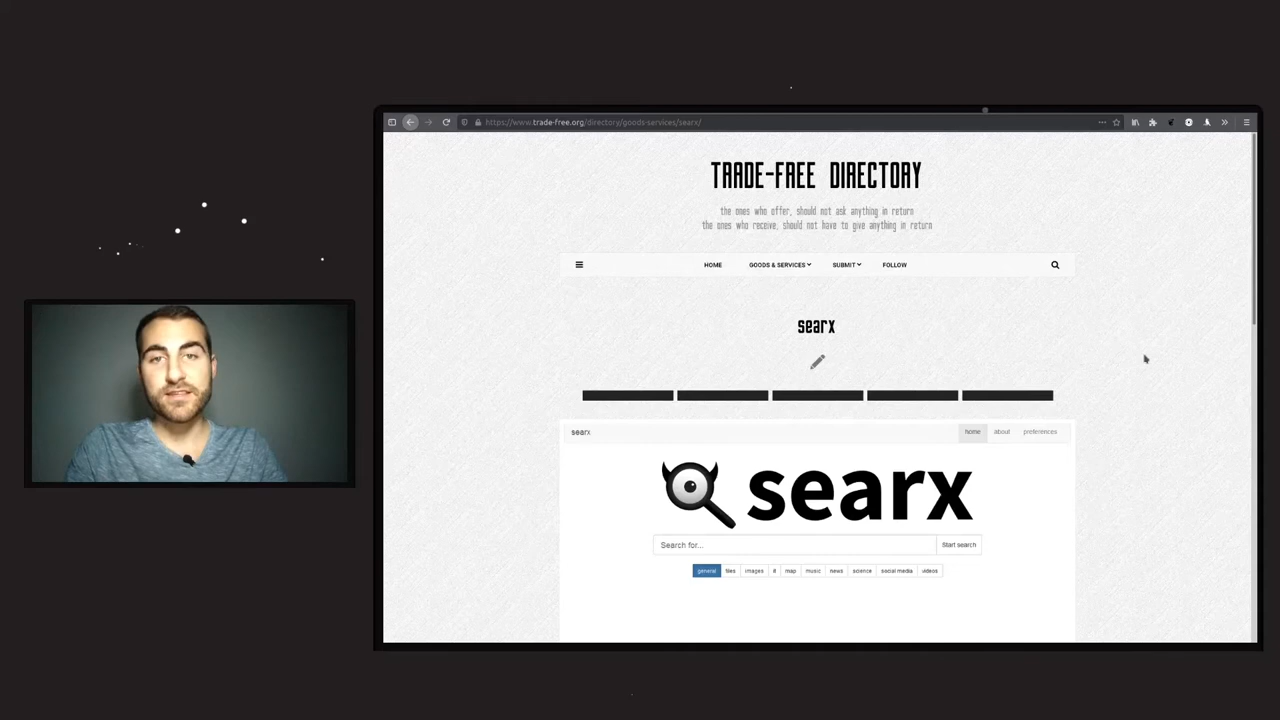 https://www.trade-free.org/directory/goods-services/searx/
TRADE-FREE DIRECTORY
the ones who offer, should not ask anything in return
the ones who receive, should not have to give anything in return
HOME GOODS & SERVICES SUBMIT FOLLOW
searx
searx home about preferences
searx
Search for... Start search
general files images it map music news science social media videos